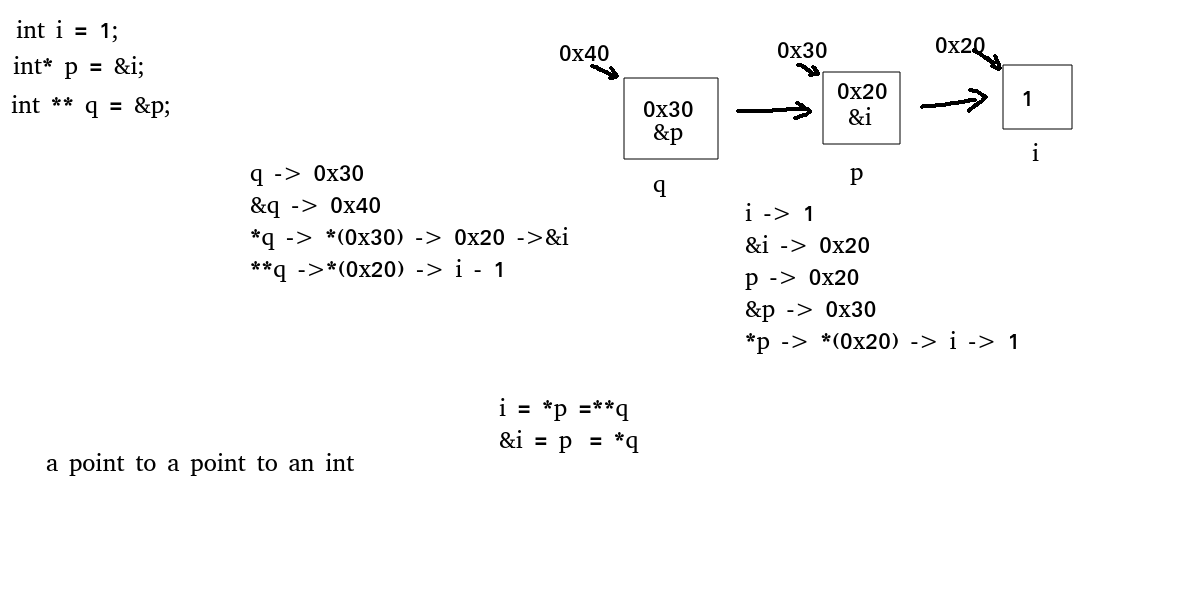 int i = 1;
int* p = &i;
int ** q = &p;
0x40
0x30
0x20
0x30
&p
0x20
&i
1
q
p
i
q -> 0x30
&q -> 0x40
*q -> *(0x30) -> 0x20 ->&i
**q ->*(0x20) -> i - 1
i -> 1
&i -> 0x20
p -> 0x20
&p -> 0x30
*p -> *(0x20) -> i -> 1
i = *p =**q
&i = p = *q
a point to a point to an int